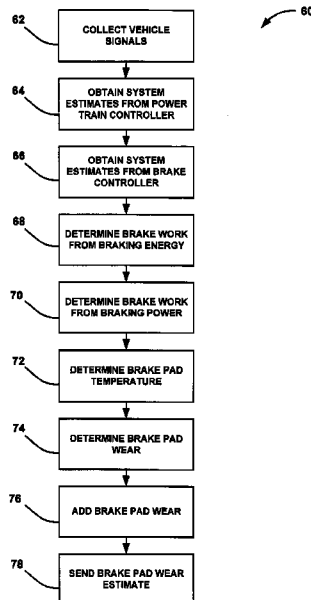 60
62
COLLECT VEHICLE
SIGNALS
64
OBTAIN SYSTEM
ESTIMATES FROM POWER
TRAIN CONTROLLER
66
OBTAIN SYSTEM
ESTIMATES FROM BRAKE
CONTROLLER
68
DETERMINE BRAKE WORK
FROM BRAKING ENERGY
70
DETERMINE BRAKE WORK
FROM BRAKING POWER
72
DETERMINE BRAKE PAD
TEMPERATURE
74
DETERMINE BRAKE PAD
WEAR
76
ADD BRAKE PAD WEAR
78
SEND BRAKE PAD WEAR
ESTIMATE